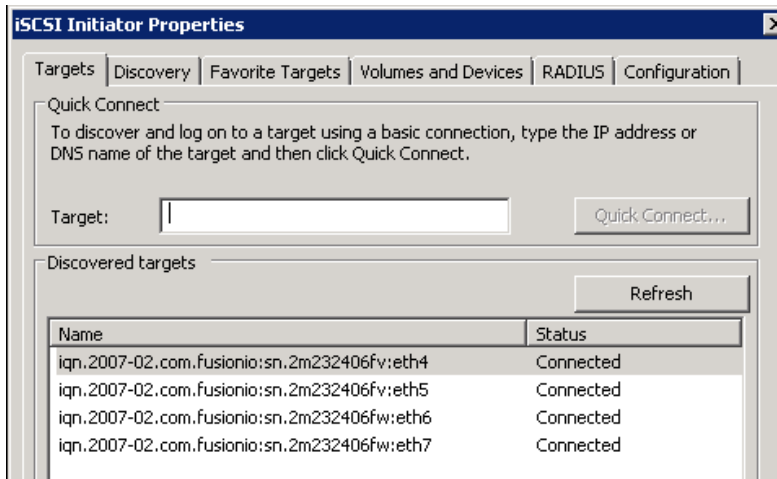 iSCSI Initiator Properties
Targets Discovery Favorite Targets Volumes and Devices RADIUS Configuration
Quick Connect
To discover and log on to a target using a basic connection, type the IP address or
DNS name of the target and then click Quick Connect.
Target: Quick Connect...
Discovered targets
Refresh
Name Status
iqn.2007-02.com.fusionio:sn.2m232406fv:eth4 Connected
iqn.2007-02.com.fusionio:sn.2m232406fv:eth5 Connected
iqn.2007-02.com.fusionio:sn.2m232406fw:eth6 Connected
iqn.2007-02.com.fusionio:sn.2m232406fw:eth7 Connected